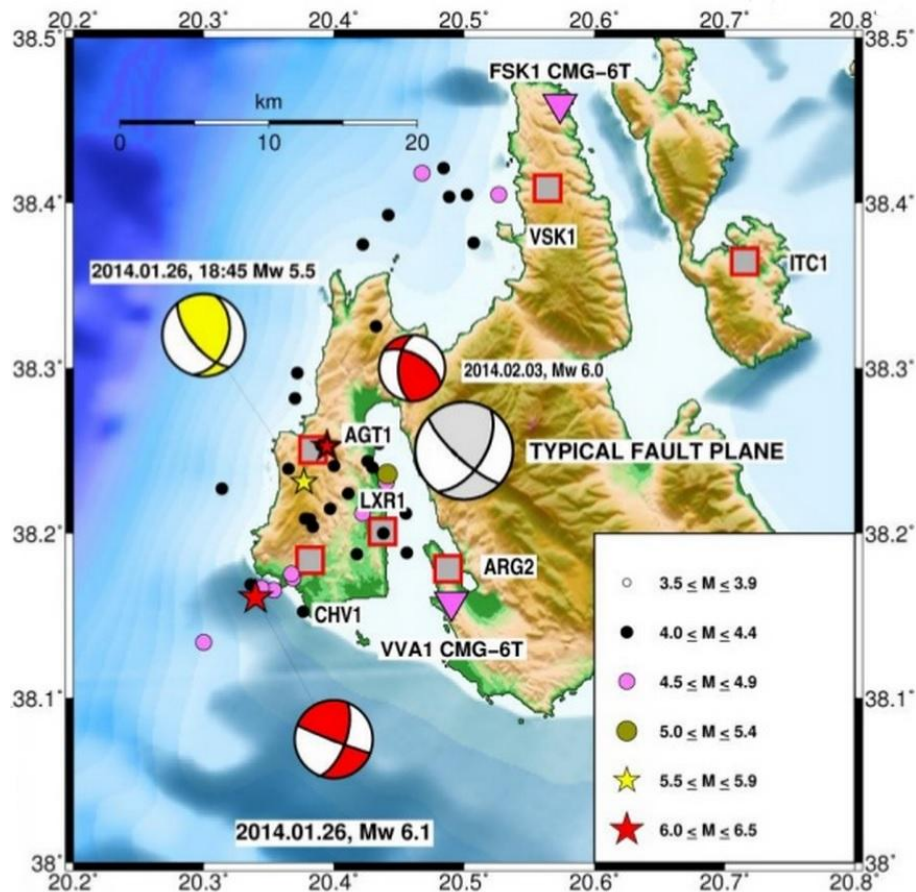 20.2° 20.3° 20.4° 20.5° 20.6° 20.7° 20.8°
38.5° 38.5°
FSK1 CMG–6T
km
0 10 20
38.4° 38.4°
VSK1
ITC1
2014.01.26, 18:45 Mw 5.5
38.3° 38.3°
2014.02.03, Mw 6.0
AGT1
TYPICAL FAULT PLANE
LXR1
38.2° 38.2°
ARG2
3.5 ≤ M ≤ 3.9
CHV1
4.0 ≤ M ≤ 4.4
VVA1 CMG–6T
4.5 ≤ M ≤ 4.9
38.1° 38.1°
5.0 ≤ M ≤ 5.4
5.5 ≤ M ≤ 5.9
2014.01.26, Mw 6.1
6.0 ≤ M ≤ 6.5
38° 38°
20.2° 20.3° 20.4° 20.5° 20.6° 20.7° 20.8°